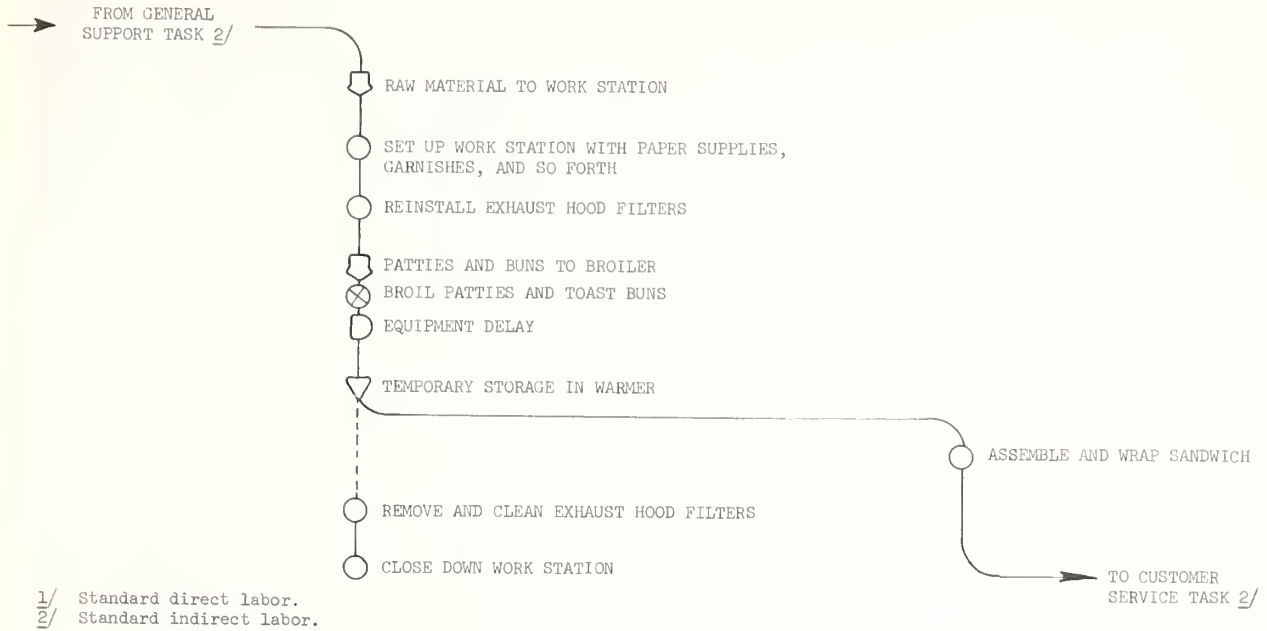 FROM GENERAL
SUPPORT TASK 2/
RAW MATERIAL TO WORK STATION
SET UP WORK STATION WITH PAPER SUPPLIES,
GARNISHES, AND SO FORTH
REINSTALL EXHAUST HOOD FILTERS
PATTIES AND BUNS TO BROILER
BROIL PATTIES AND TOAST BUNS
EQUIPMENT DELAY
TEMPORARY STORAGE IN WARMER
ASSEMBLE AND WRAP SANDWICH
REMOVE AND CLEAN EXHAUST HOOD FILTERS
CLOSE DOWN WORK STATION
TO CUSTOMER
SERVICE TASK 2/
1/ Standard direct labor.
2/ Standard indirect labor.